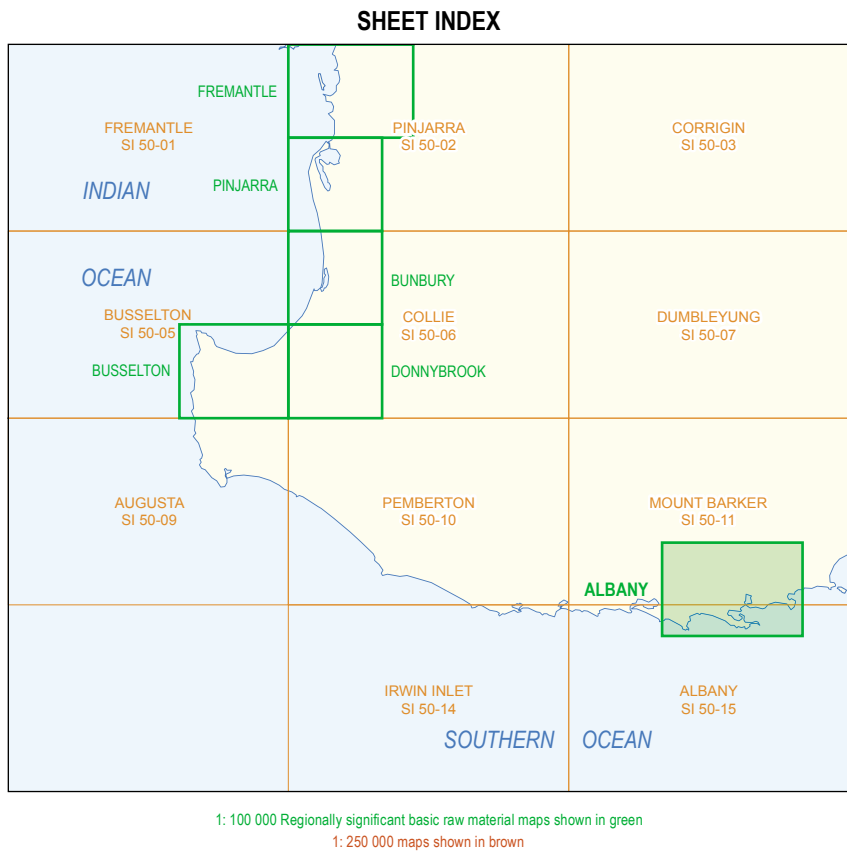 SHEET INDEX
FREMANTLE
FREMANTLE
SI 50-01
PINJARRA
SI 50-02
CORRIGIN
SI 50-03
PINJARRA
INDIAN
OCEAN
BUNBURY
BUSSELTON
SI 50-05
COLLIE
SI 50-06
DUMBLEYUNG
SI 50-07
BUSSELTON
DONNYBROOK
AUGUSTA
SI 50-09
PEMBERTON
SI 50-10
MOUNT BARKER
SI 50-11
ALBANY
IRWIN INLET
SI 50-14
ALBANY
SI 50-15
SOUTHERN OCEAN
1: 100 000 Regionally significant basic raw material maps shown in green
1: 250 000 maps shown in brown